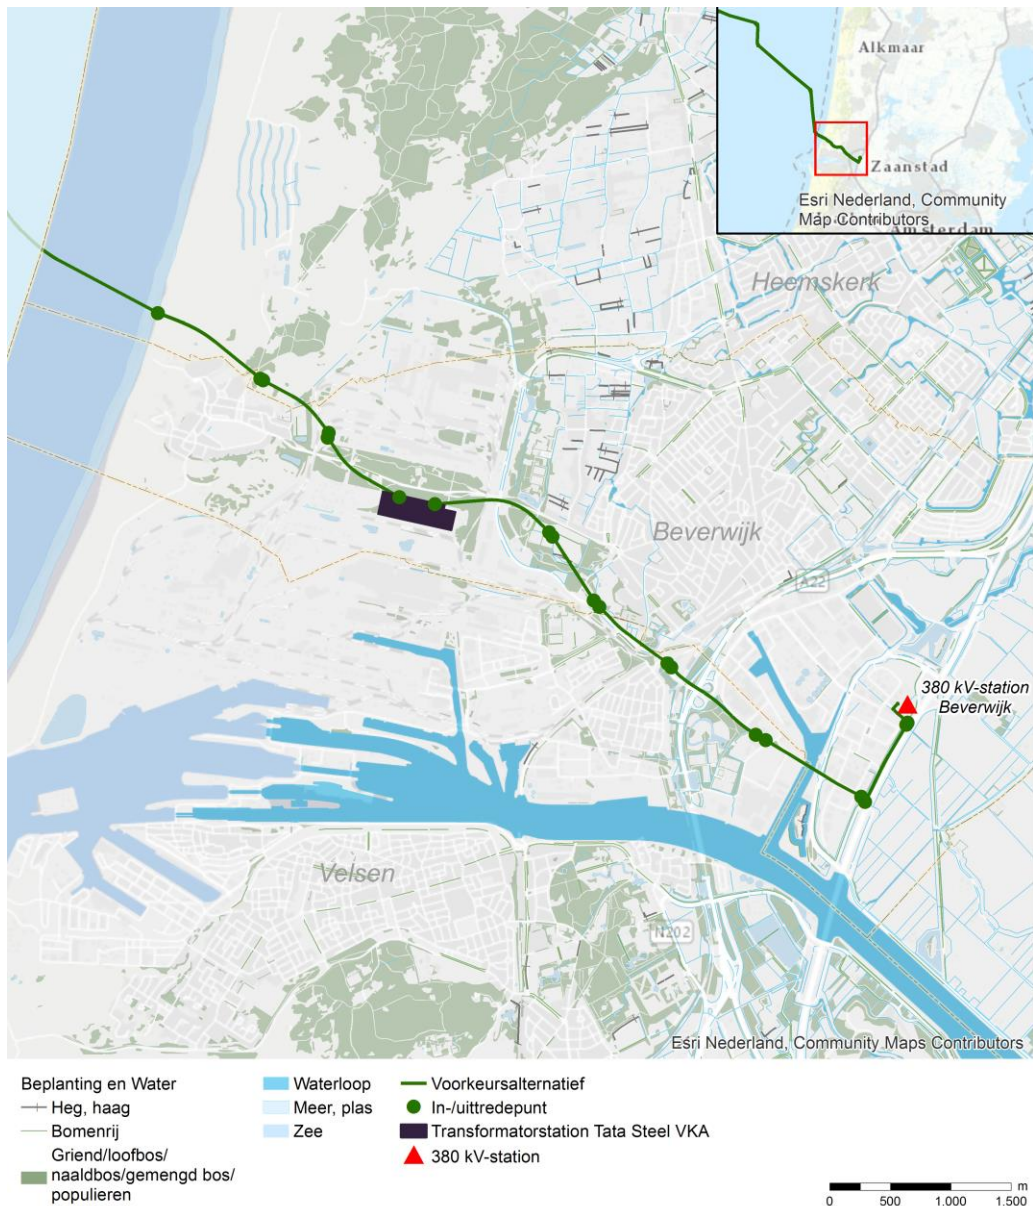 Alkmaar
Zaanstad
Esri Nederland, Community
Map Contributors
Amsterdam
Heemskerk
Beverwijk
A22
380 kV-station
Beverwijk
Velsen
N202
Esri Nederland, Community Maps Contributors
Beplanting en Water
Heg, haag
Bomenrij
Griend/loofbos/
naaldbos/gemengd bos/
populieren
Waterloop
Meer, plas
Zee
Voorkeursalternatief
In-/uittredepunt
Transformatorstation Tata Steel VKA
380 kV-station
m
0 500 1.000 1.500